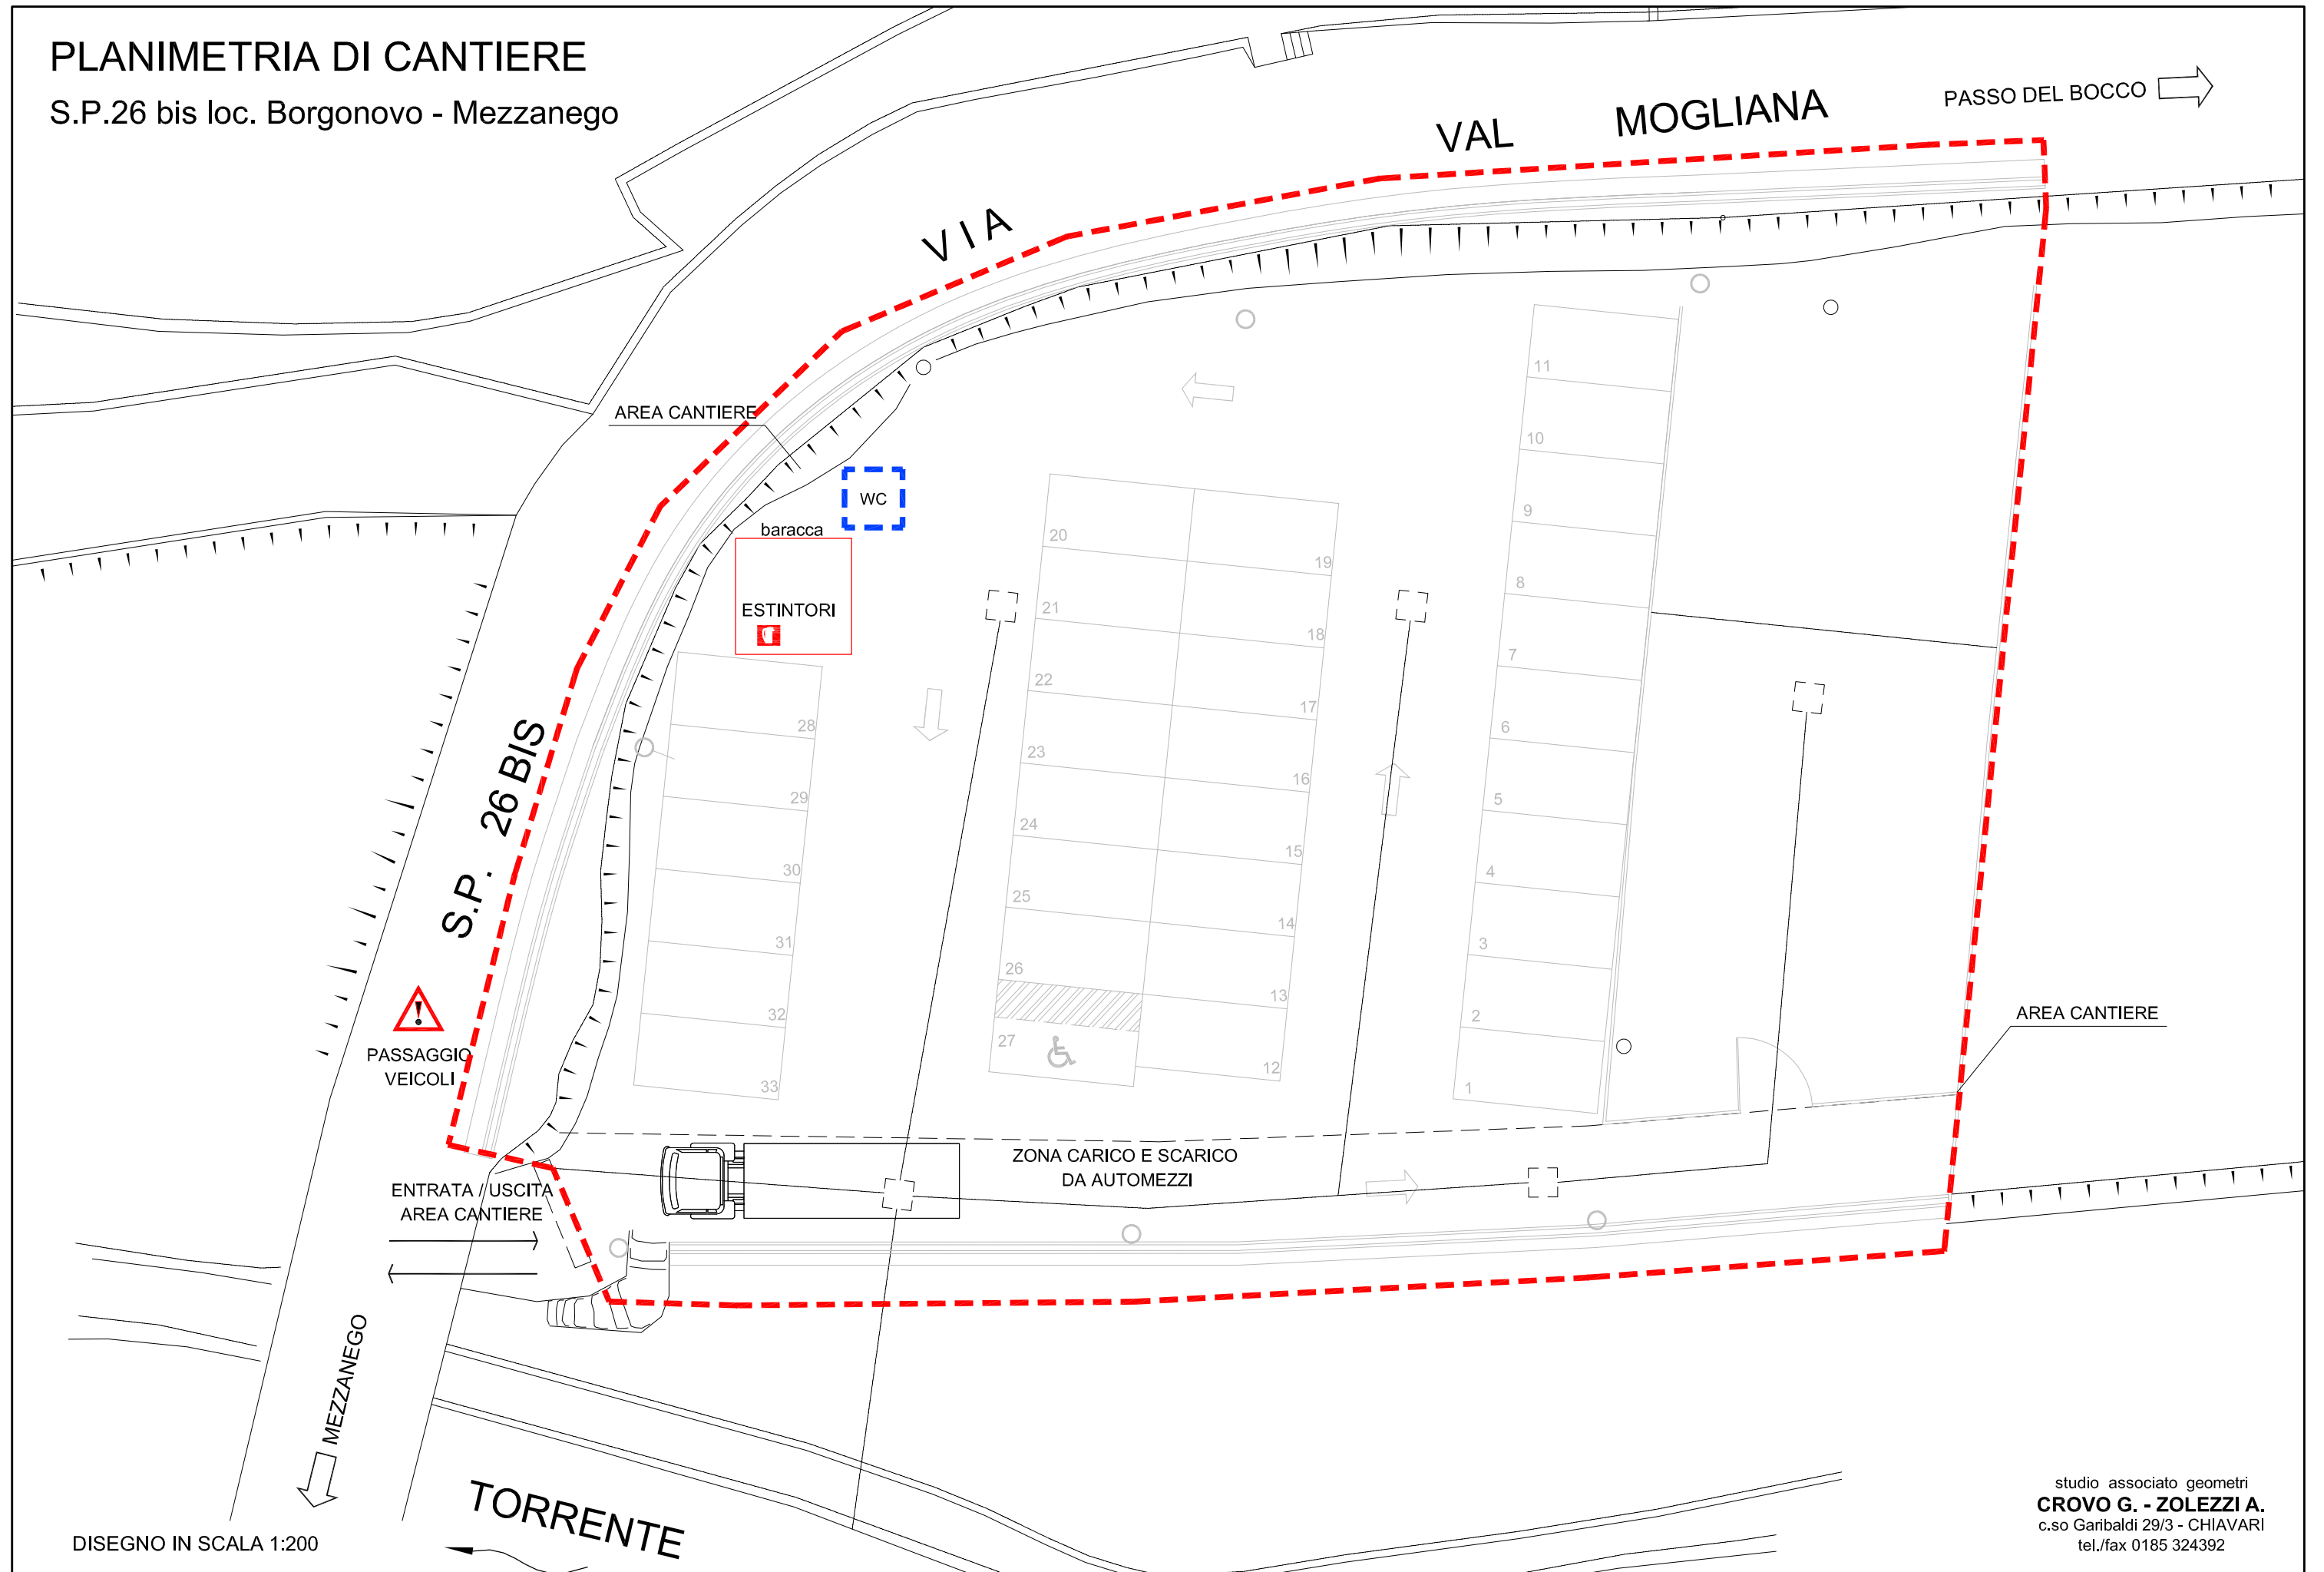 PLANIMETRIA DI CANTIERE
S.P.26 bis loc. Borgonovo - Mezzanego
PASSO DEL BOCCO
VIA VAL MOGLIANA
AREA CANTIERE
WC
baracca
ESTINTORI
S.P. 26 BIS
11
10
9
8
7
6
5
4
3
2
1
20
21
22
23
24
25
26
27
19
18
17
16
15
14
13
12
28
29
30
31
32
33
!
PASSAGGIO
VEICOLI
AREA CANTIERE
ZONA CARICO E SCARICO
DA AUTOMEZZI
ENTRATA / USCITA
AREA CANTIERE
MEZZANEGO
TORRENTE
DISEGNO IN SCALA 1:200
studio associato geometri
CROVO G. - ZOLEZZI A.
c.so Garibaldi 29/3 - CHIAVARI
tel./fax 0185 324392